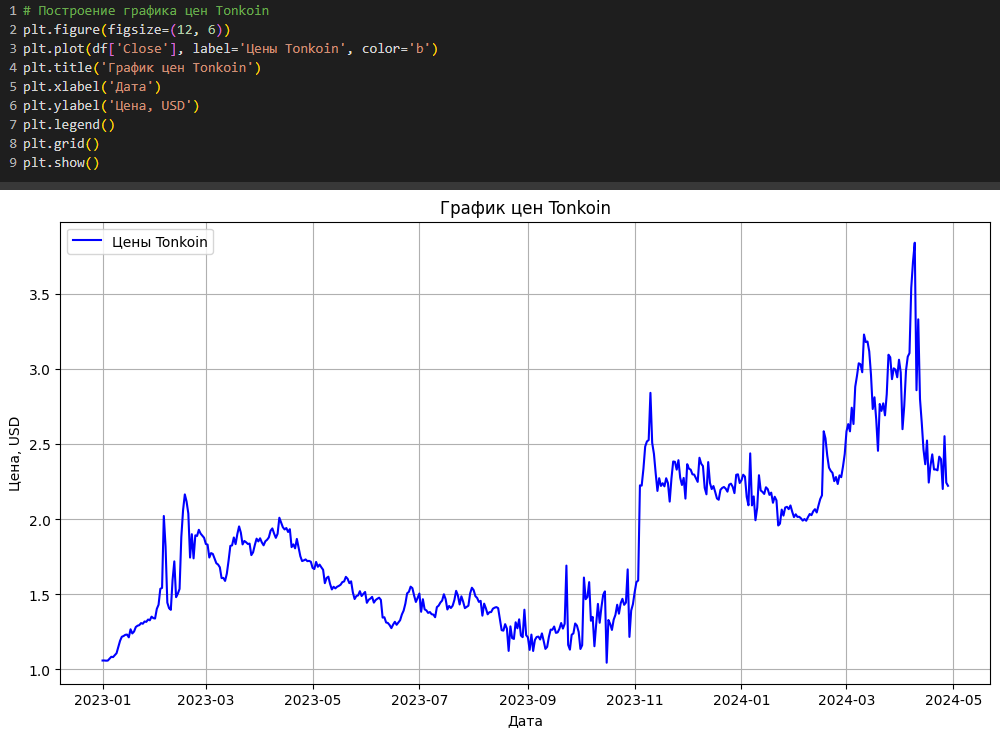 1 # Построение графика цен Tonkoin
2 plt.figure(figsize=(12, 6))
3 plt.plot(df['Close'], label='Цены Tonkoin', color='b')
4 plt.title('График цен Tonkoin')
5 plt.xlabel('Дата')
6 plt.ylabel('Цена, USD')
7 plt.legend()
8 plt.grid()
9 plt.show()
График цен Tonkoin
Цены Tonkoin
3.5
3.0
2.5
2.0
1.5
1.0
Цена, USD
2023-01 2023-03 2023-05 2023-07 2023-09 2023-11 2024-01 2024-03 2024-05
Дата